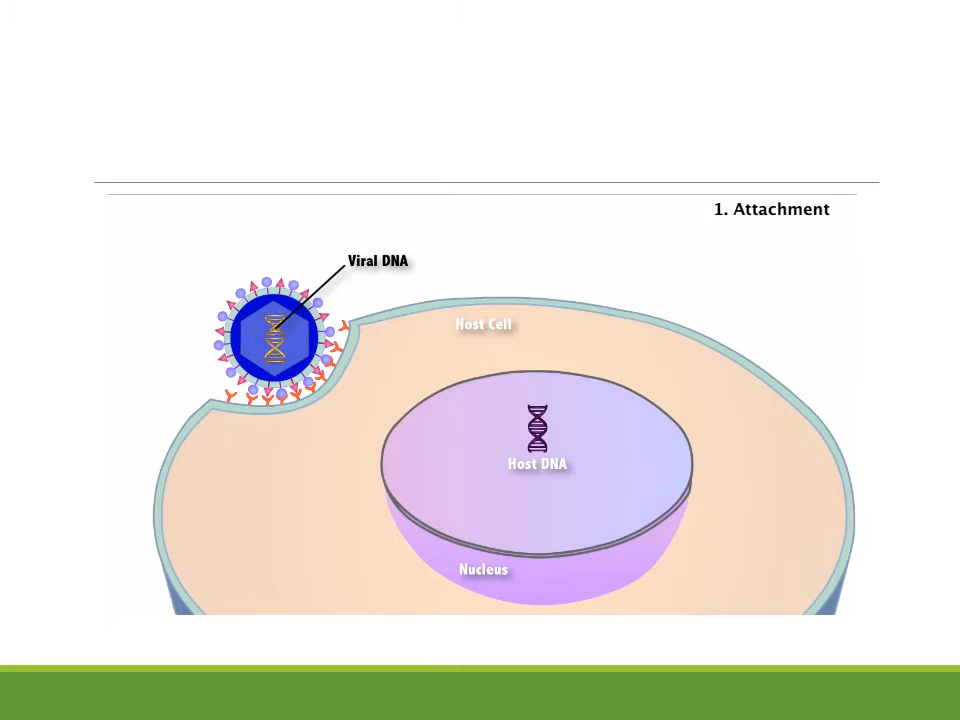 1. Attachment
Viral DNA
Host Cell
Host DNA
Nucleus